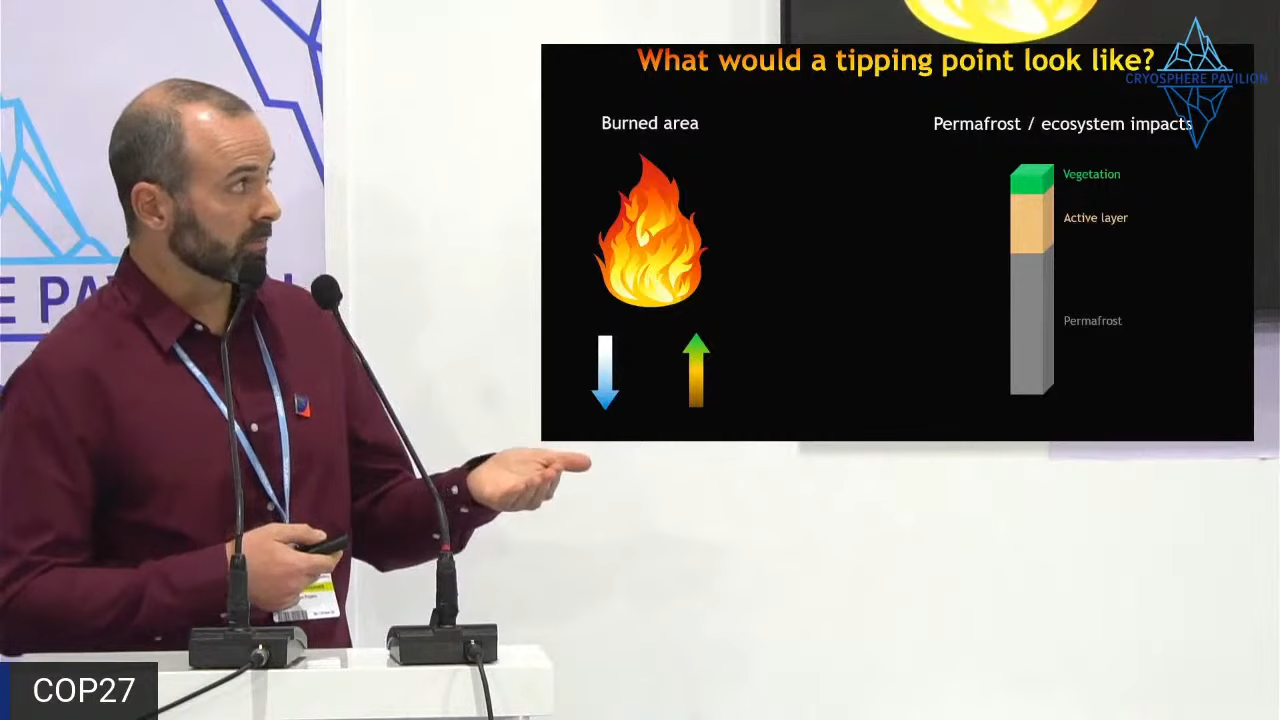 What would a tipping point look like?
CRYOSPHERE PAVILION
Burned area
Permafrost / ecosystem impacts
Vegetation
Active layer
Permafrost
E PA
COP27